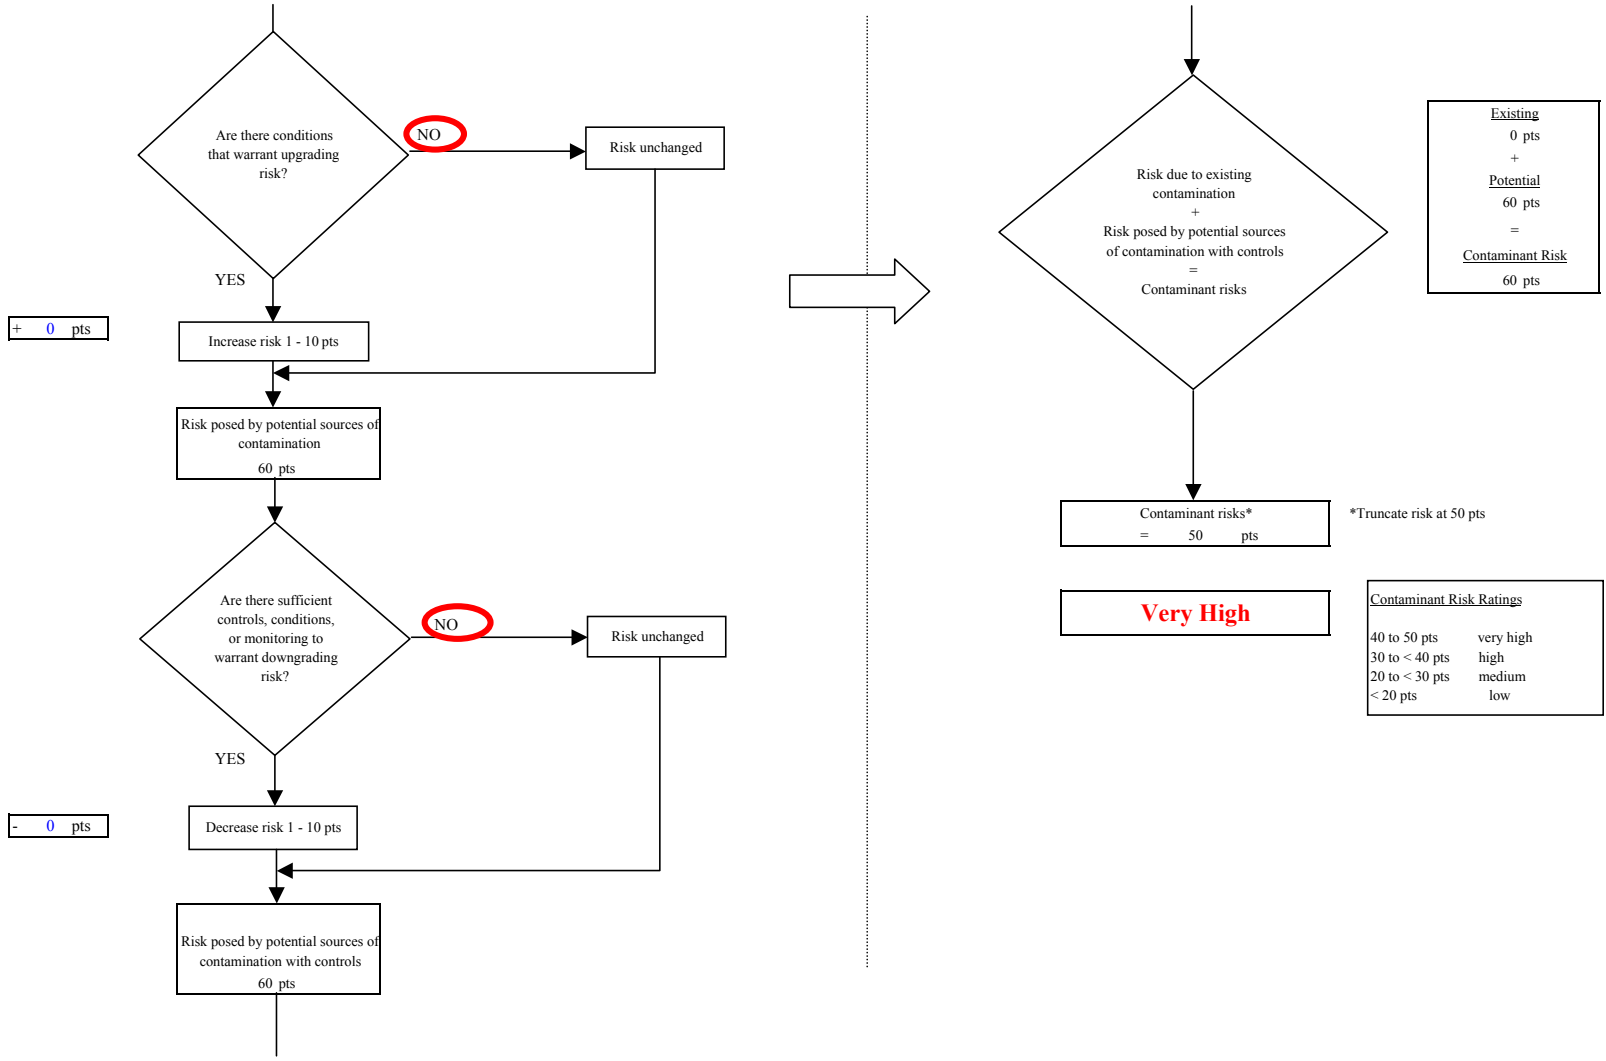 Are there conditions
that warrant upgrading
risk?
NO
Risk unchanged
YES
+ 0 pts
Increase risk 1 - 10 pts
Risk posed by potential sources of
contamination
60 pts
Are there sufficient
controls, conditions,
or monitoring to
warrant downgrading
risk?
NO
Risk unchanged
YES
- 0 pts
Decrease risk 1 - 10 pts
Risk posed by potential sources of
contamination with controls
60 pts
Risk due to existing
contamination
+
Risk posed by potential sources
of contamination with controls
=
Contaminant risks
Existing
0 pts
+
Potential
60 pts
=
Contaminant Risk
60 pts
Contaminant risks*
= 50 pts
*Truncate risk at 50 pts
Very High
Contaminant Risk Ratings
40 to 50 pts very high
30 to < 40 pts high
20 to < 30 pts medium
< 20 pts low